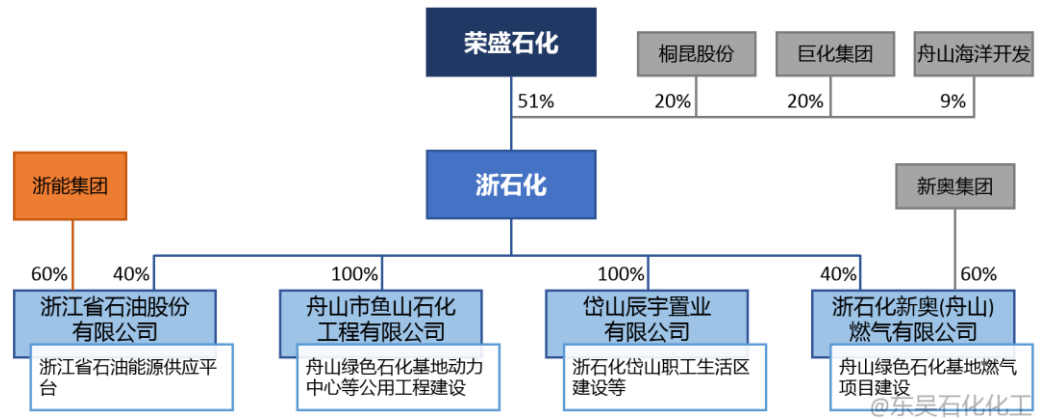 荣盛石化
桐昆股份
巨化集团
舟山海洋开发
51%
20%
20%
9%
浙能集团
浙石化
新奥集团
60%
40%
100%
100%
40%
60%
浙江省石油股份
有限公司
浙江省石油能源供应平
台
舟山市鱼山石化
工程有限公司
舟山绿色石化基地动力
中心等公用工程建设
岱山辰宇置业
有限公司
浙石化岱山职工生活区
建设等
浙石化新奥(舟山)
燃气有限公司
舟山绿色石化基地燃气
项目建设
@东吴石化化工